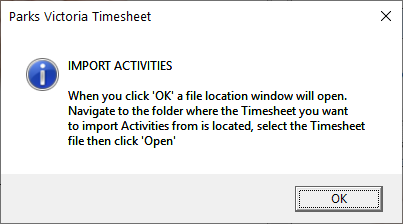 Parks Victoria Timesheet
IMPORT ACTIVITIES
When you click 'OK' a file location window will open.
Navigate to the folder where the Timesheet you want
to import Activities from is located, select the Timesheet
file then click 'Open'
OK